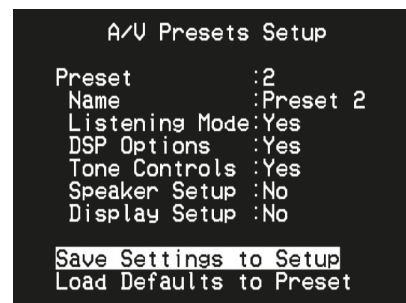 A/V Presets Setup
Preset :2
Name :Preset 2
Listening Mode:Yes
DSP Options :Yes
Tone Controls :Yes
Speaker Setup :No
Display Setup :No
Save Settings to Setup
Load Defaults to Preset